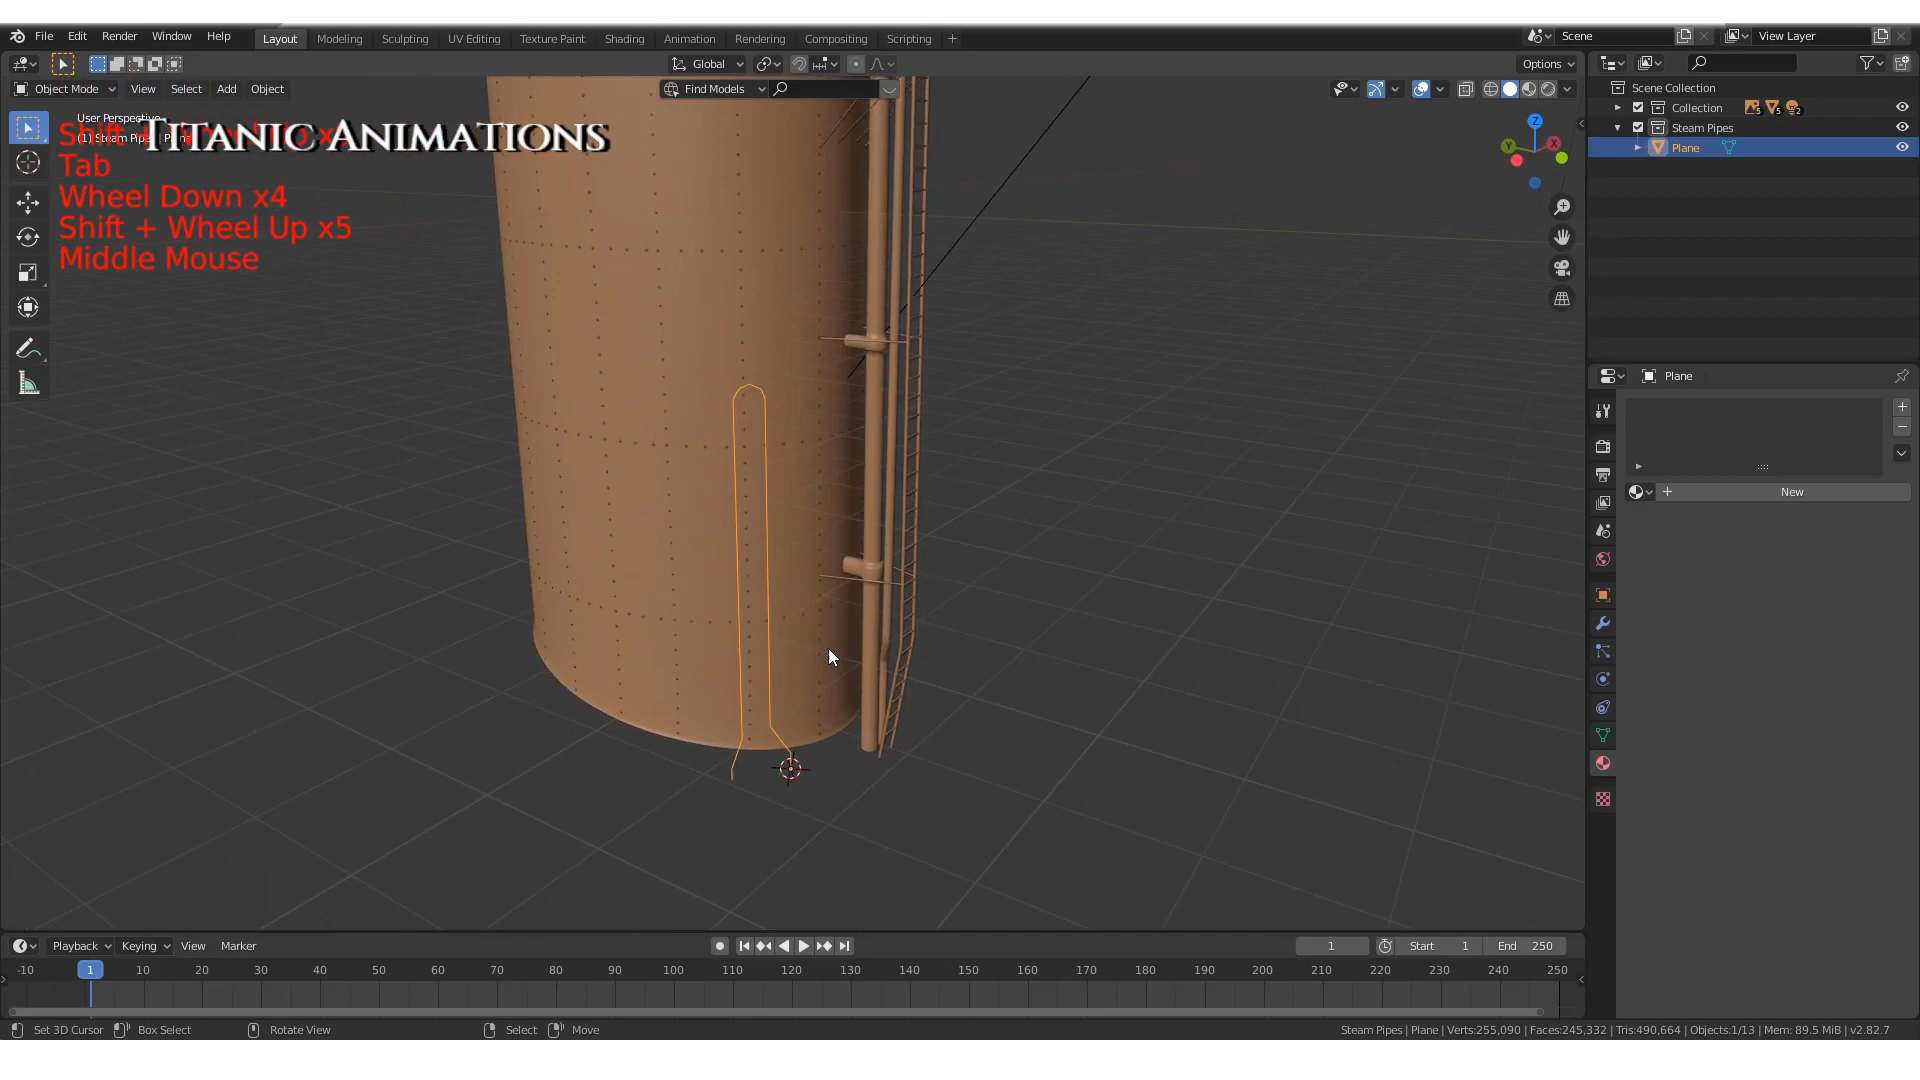 File Edit Render Window Help
Layout Modeling Sculpting UV Editing Texture Paint Shading Animation Rendering Compositing Scripting +
Scene
View Layer
Global
Options
Object Mode View Select Add Object
Find Models
User Perspective
TITANIC ANIMATIONS
Tab
Wheel Down x4
Shift + Wheel Up x5
Middle Mouse
Z
Y
X
Scene Collection
Collection 5 5 2
Steam Pipes
Plane
Plane
New
Playback Keying View Marker
1 Start 1 End 250
-10 1 10 20 30 40 50 60 70 80 90 100 110 120 130 140 150 160 170 180 190 200 210 220 230 240 250
Set 3D Cursor Box Select Rotate View Select Move
Steam Pipes | Plane | Verts:255,090 | Faces:245,332 | Tris:490,664 | Objects:1/13 | Mem: 89.5 MiB | v2.82.7